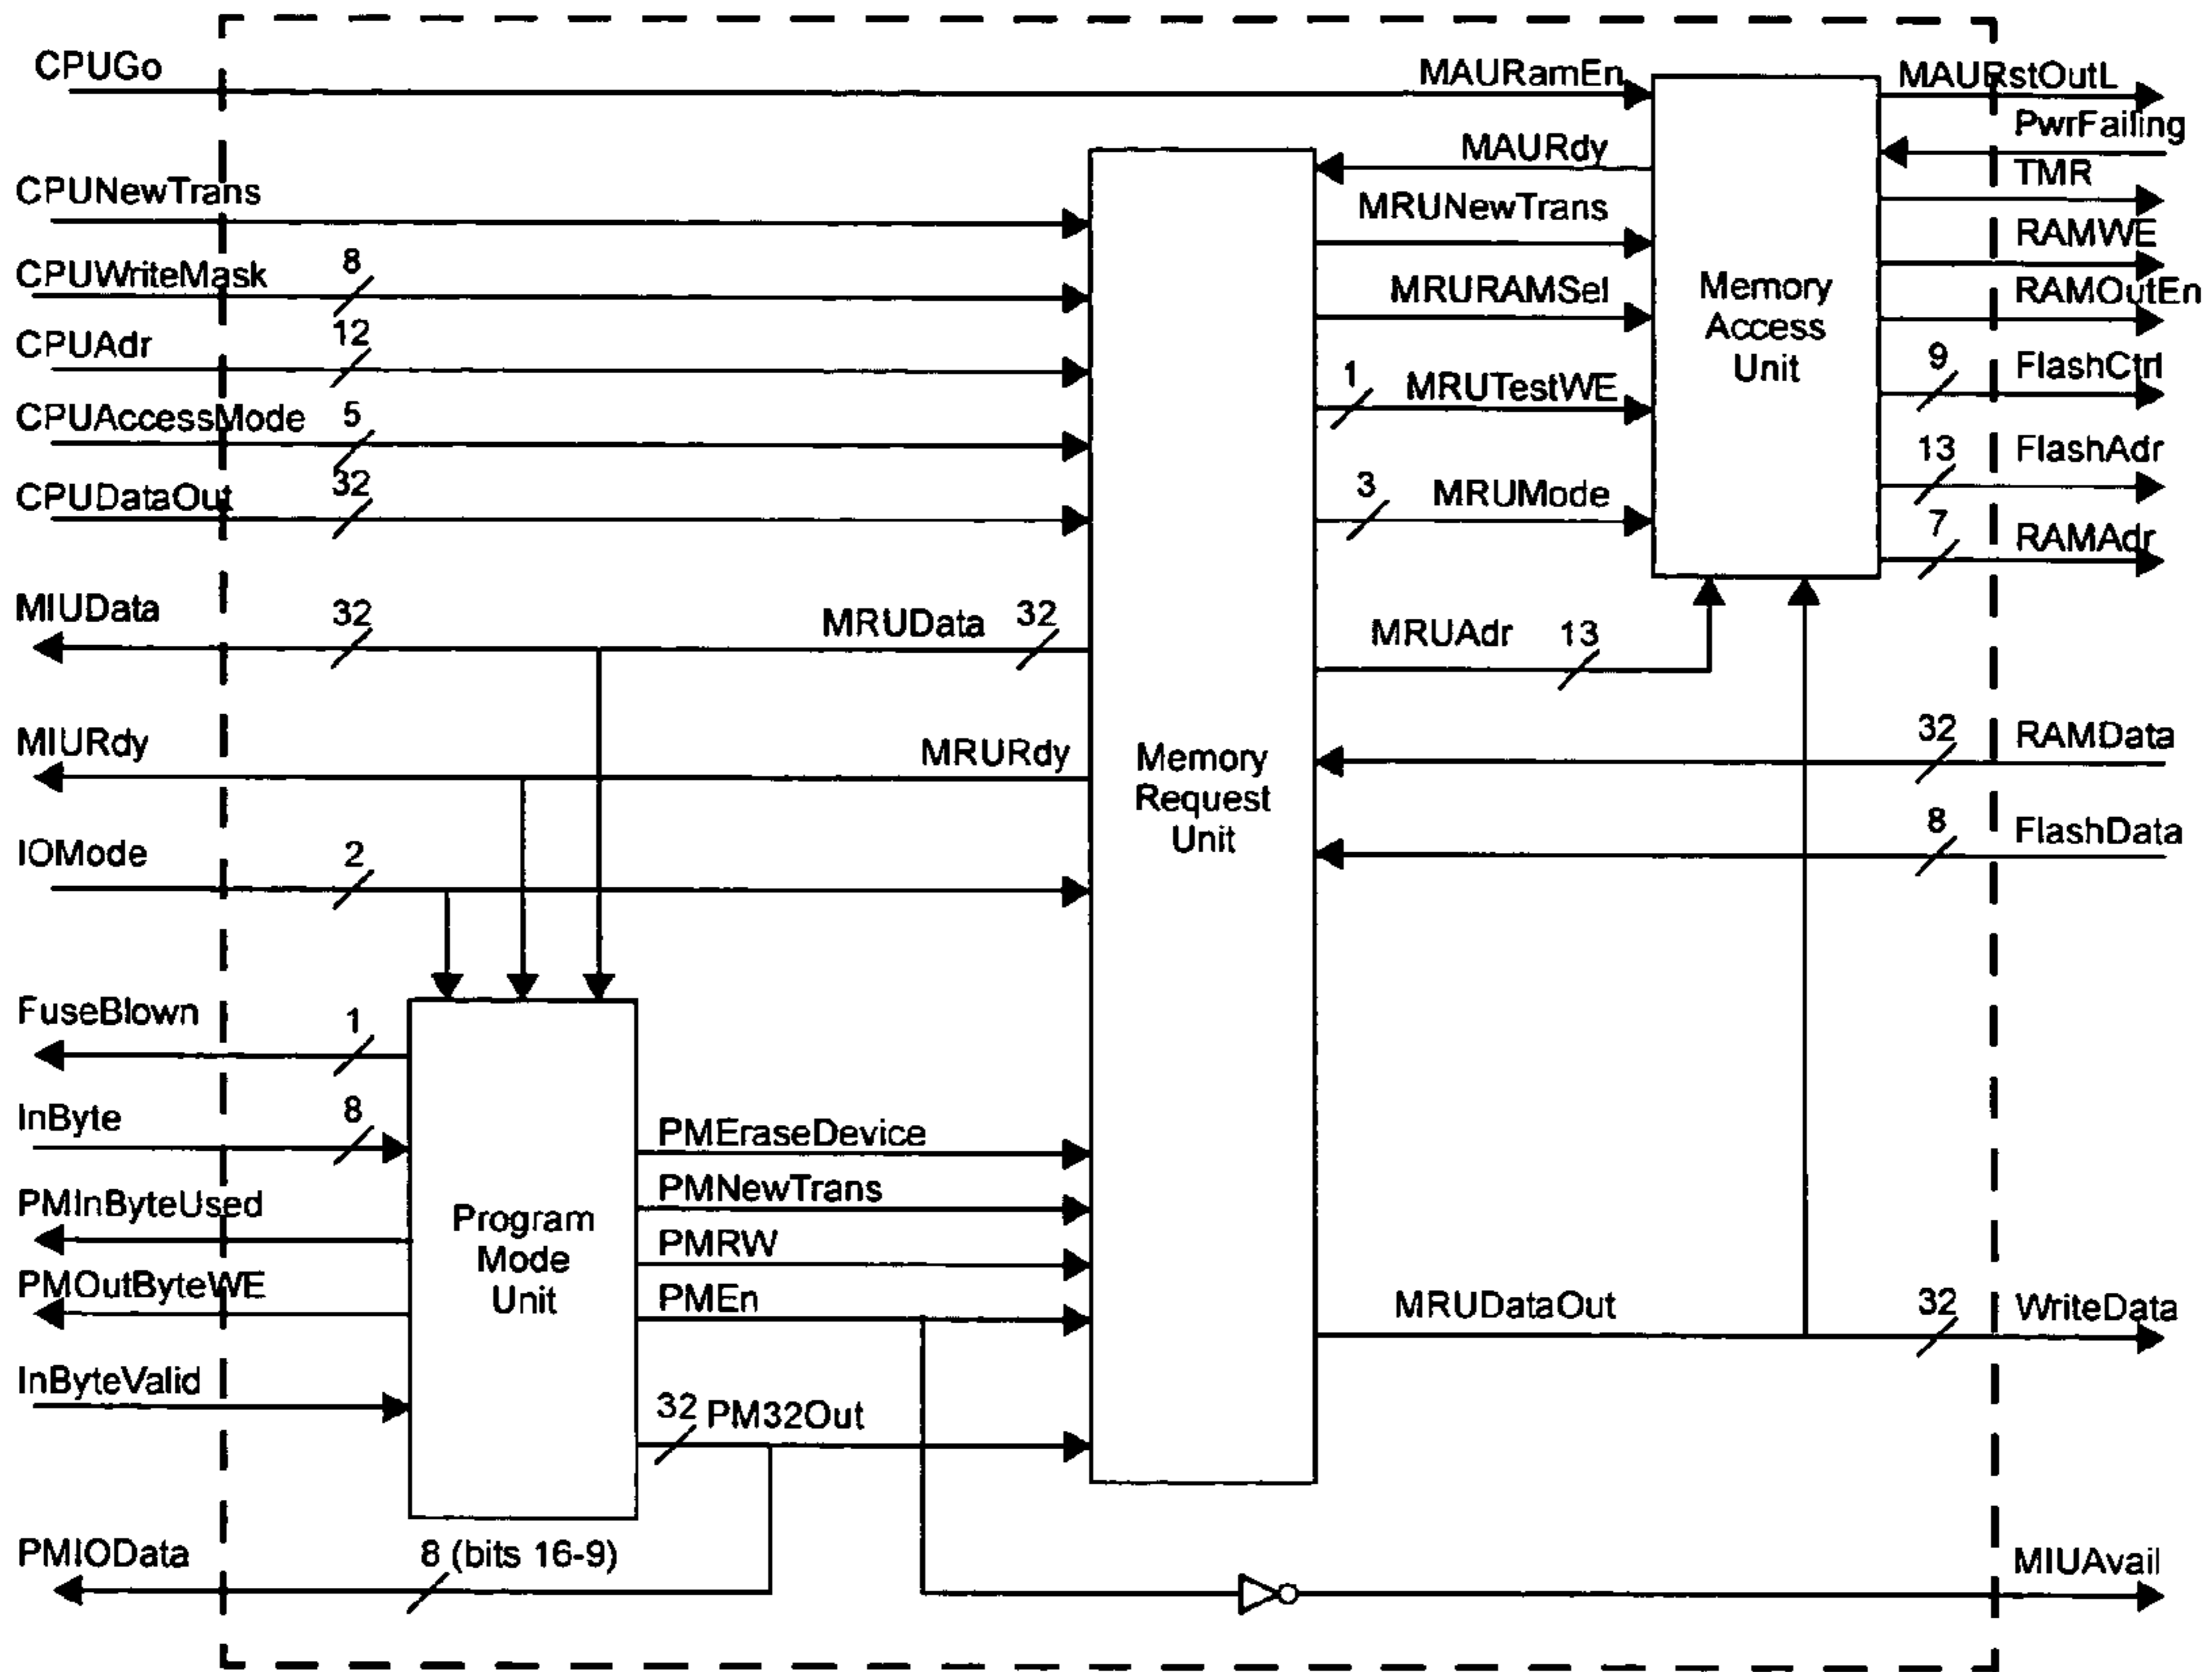 CPUGo
MAURamEn
MAURstOutL
PwrFailing
MAURdy
TMR
CPUNewTrans
MRUNewTrans
RAMWE
CPUWriteMask
8
MRURAMSel
Memory
Access
Unit
RAMOutEn
CPUAdr
12
1
MRUTestWE
9
FlashCtrl
CPUAccessMode
5
13
FlashAdr
CPUDataOut
32
3
MRUMode
7
RAMAdr
MIUData
32
MRUData
32
MRUAdr
13
MIURdy
MRURdy
Memory
Request
Unit
32
RAMData
IOMode
2
8
FlashData
FuseBlown
1
InByte
8
PMEraseDevice
PMInByteUsed
PMNewTrans
Program
Mode
Unit
PMRW
PMOutByteWE
PMEn
MRUDataOut
32
WriteData
InByteValid
32
PM32Out
PMIOData
8 (bits 16-9)
MIUAvail